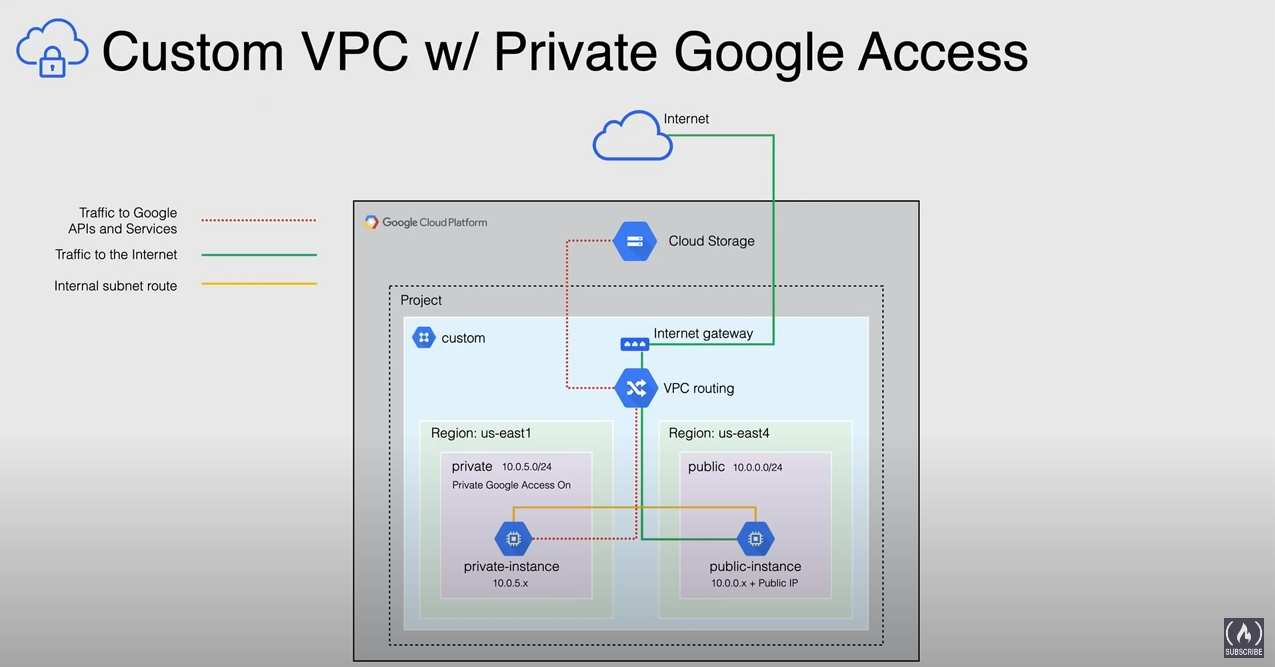 Custom VPC w/ Private Google Access
Internet
Traffic to Google
APIs and Services
Traffic to the Internet
Internal subnet route
Google Cloud Platform
Cloud Storage
Project
custom
Internet gateway
VPC routing
Region: us-east1
private 10.0.5.0/24
Private Google Access On
private-instance
10.0.5.x
Region: us-east4
public 10.0.0.0/24
public-instance
10.0.0.x + Public IP
SUBSCRIBE